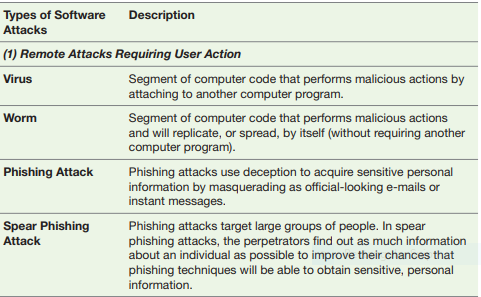 Types of Software Description
Attacks
(1) Remote Attacks Requiring User Action
Virus Segment of computer code that performs malicious actions by
attaching to another computer program.
Worm Segment of computer code that performs malicious actions
and will replicate, or spread, by itself (without requiring another
computer program).
Phishing Attack Phishing attacks use deception to acquire sensitive personal
information by masquerading as official-looking e-mails or
instant messages.
Spear Phishing Phishing attacks target large groups of people. In spear
Attack phishing attacks, the perpetrators find out as much information
about an individual as possible to improve their chances that
phishing techniques will be able to obtain sensitive, personal
information.